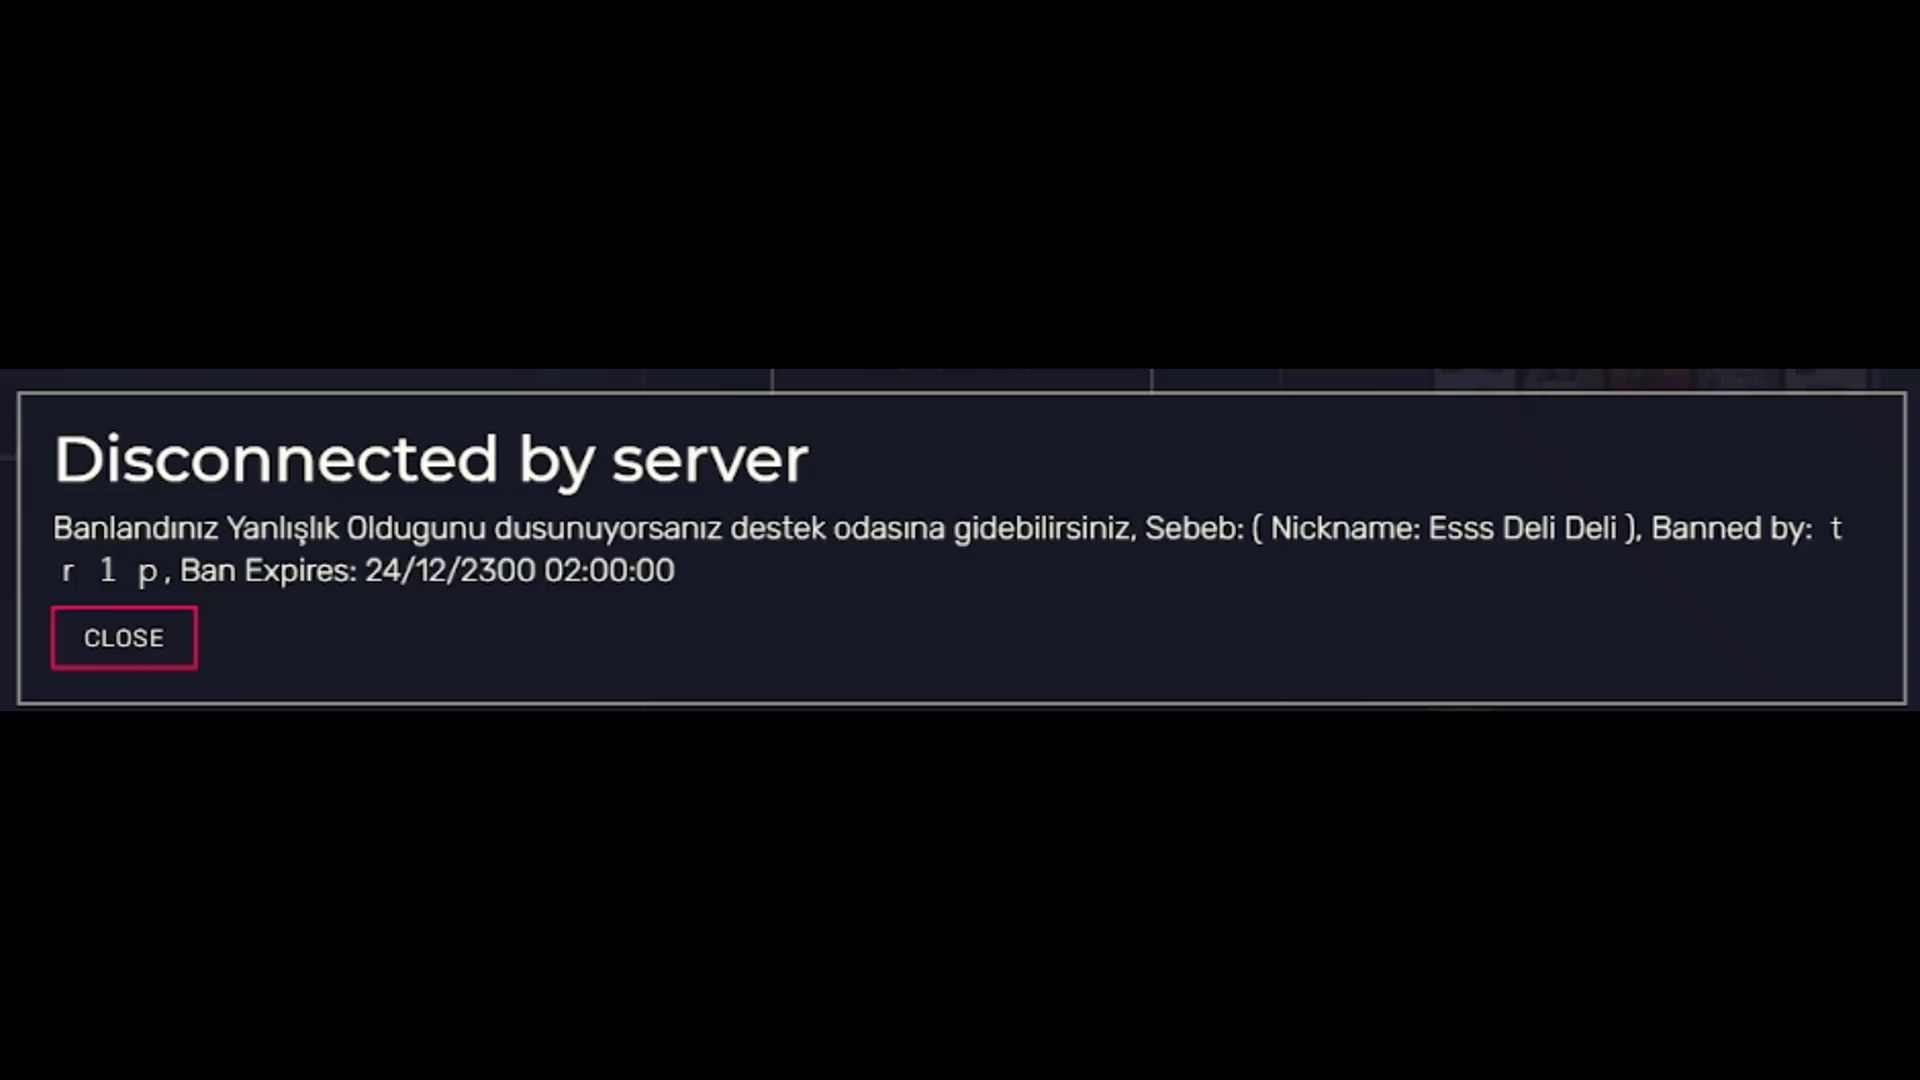 Disconnected by server
Banlandınız Yanlışlık Oldugunu dusunuyorsanız destek odasına gidebilirsiniz, Sebeb: ( Nickname: Esss Deli Deli ), Banned by: t
r 1 p , Ban Expires: 24/12/2300 02:00:00
CLOSE